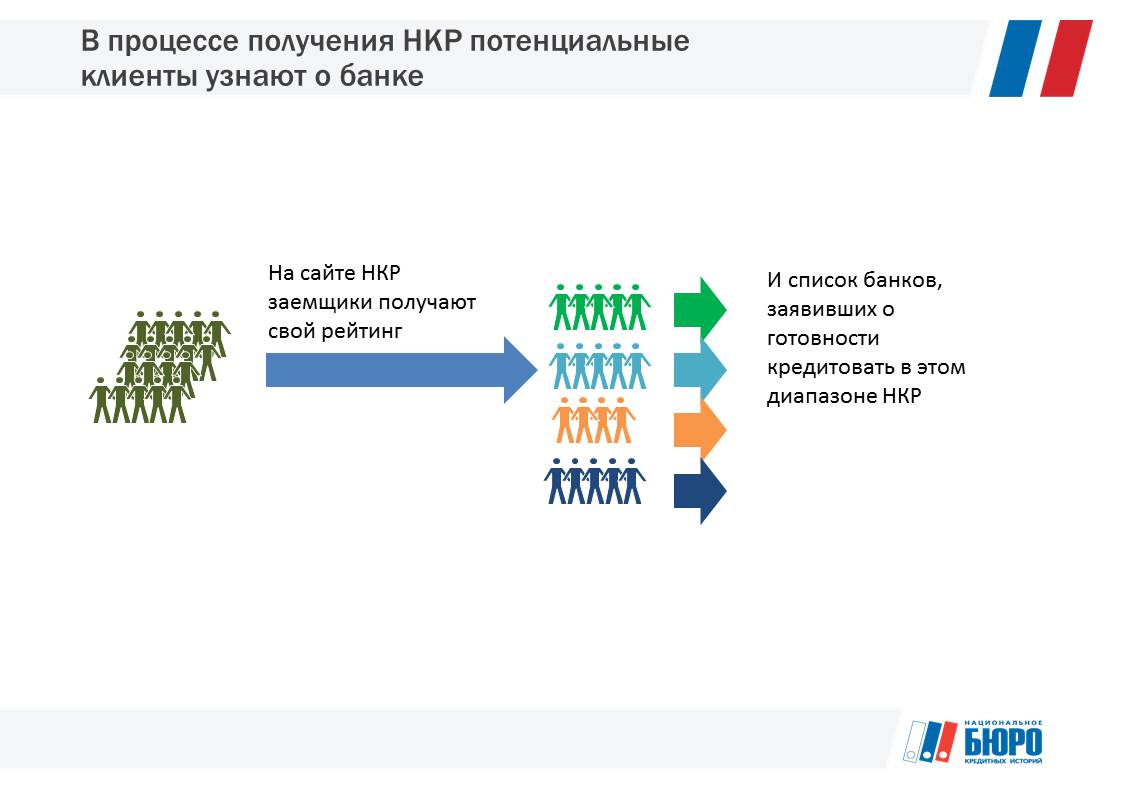 В процессе получения НКР потенциальные
клиенты узнают о банке
На сайте НКР
заемщики получают
свой рейтинг
И список банков,
заявивших о
готовности
кредитовать в этом
диапазоне НКР
НАЦИОНАЛЬНОЕ
БЮРО
КРЕДИТНЫХ ИСТОРИЙ